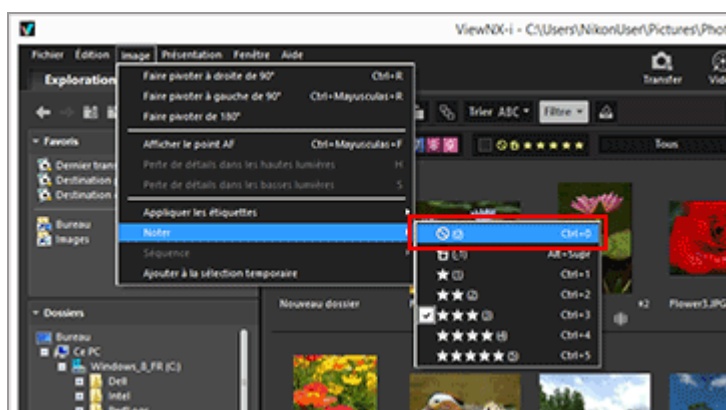 ViewNX-i - C:\Users\NikonUser\Pictures\Phot
Fichier Édition Image Présentation Fenêtre Aide
Exploration
Transfer
Faire pivoter à droite de 90° Ctrl+R
Faire pivoter à gauche de 90° Ctrl+Mayusculas+R
Faire pivoter de 180°
Trier ABC
Filtre
Favoris
Afficher le point AF Ctrl+Mayusculas+F
Tous
Dernier trans
Perte de détails dans les hautes lumières H
Destination
Perte de détails dans les basses lumières S
Destination
Appliquer les étiquettes
Bureau
Noter
Images
Séquence
Ajouter à la sélection temporaire
Ctrl+0
(-1) Alt+Supr
(1) Ctrl+1
(2) Ctrl+2
(3) Ctrl+3
(4) Ctrl+4
(5) Ctrl+5
Nouveau dossier
#2
Flower3.JPG
Dossiers
Bureau
Ce PC
Windows_8_FR (C:)
Dell
Intel